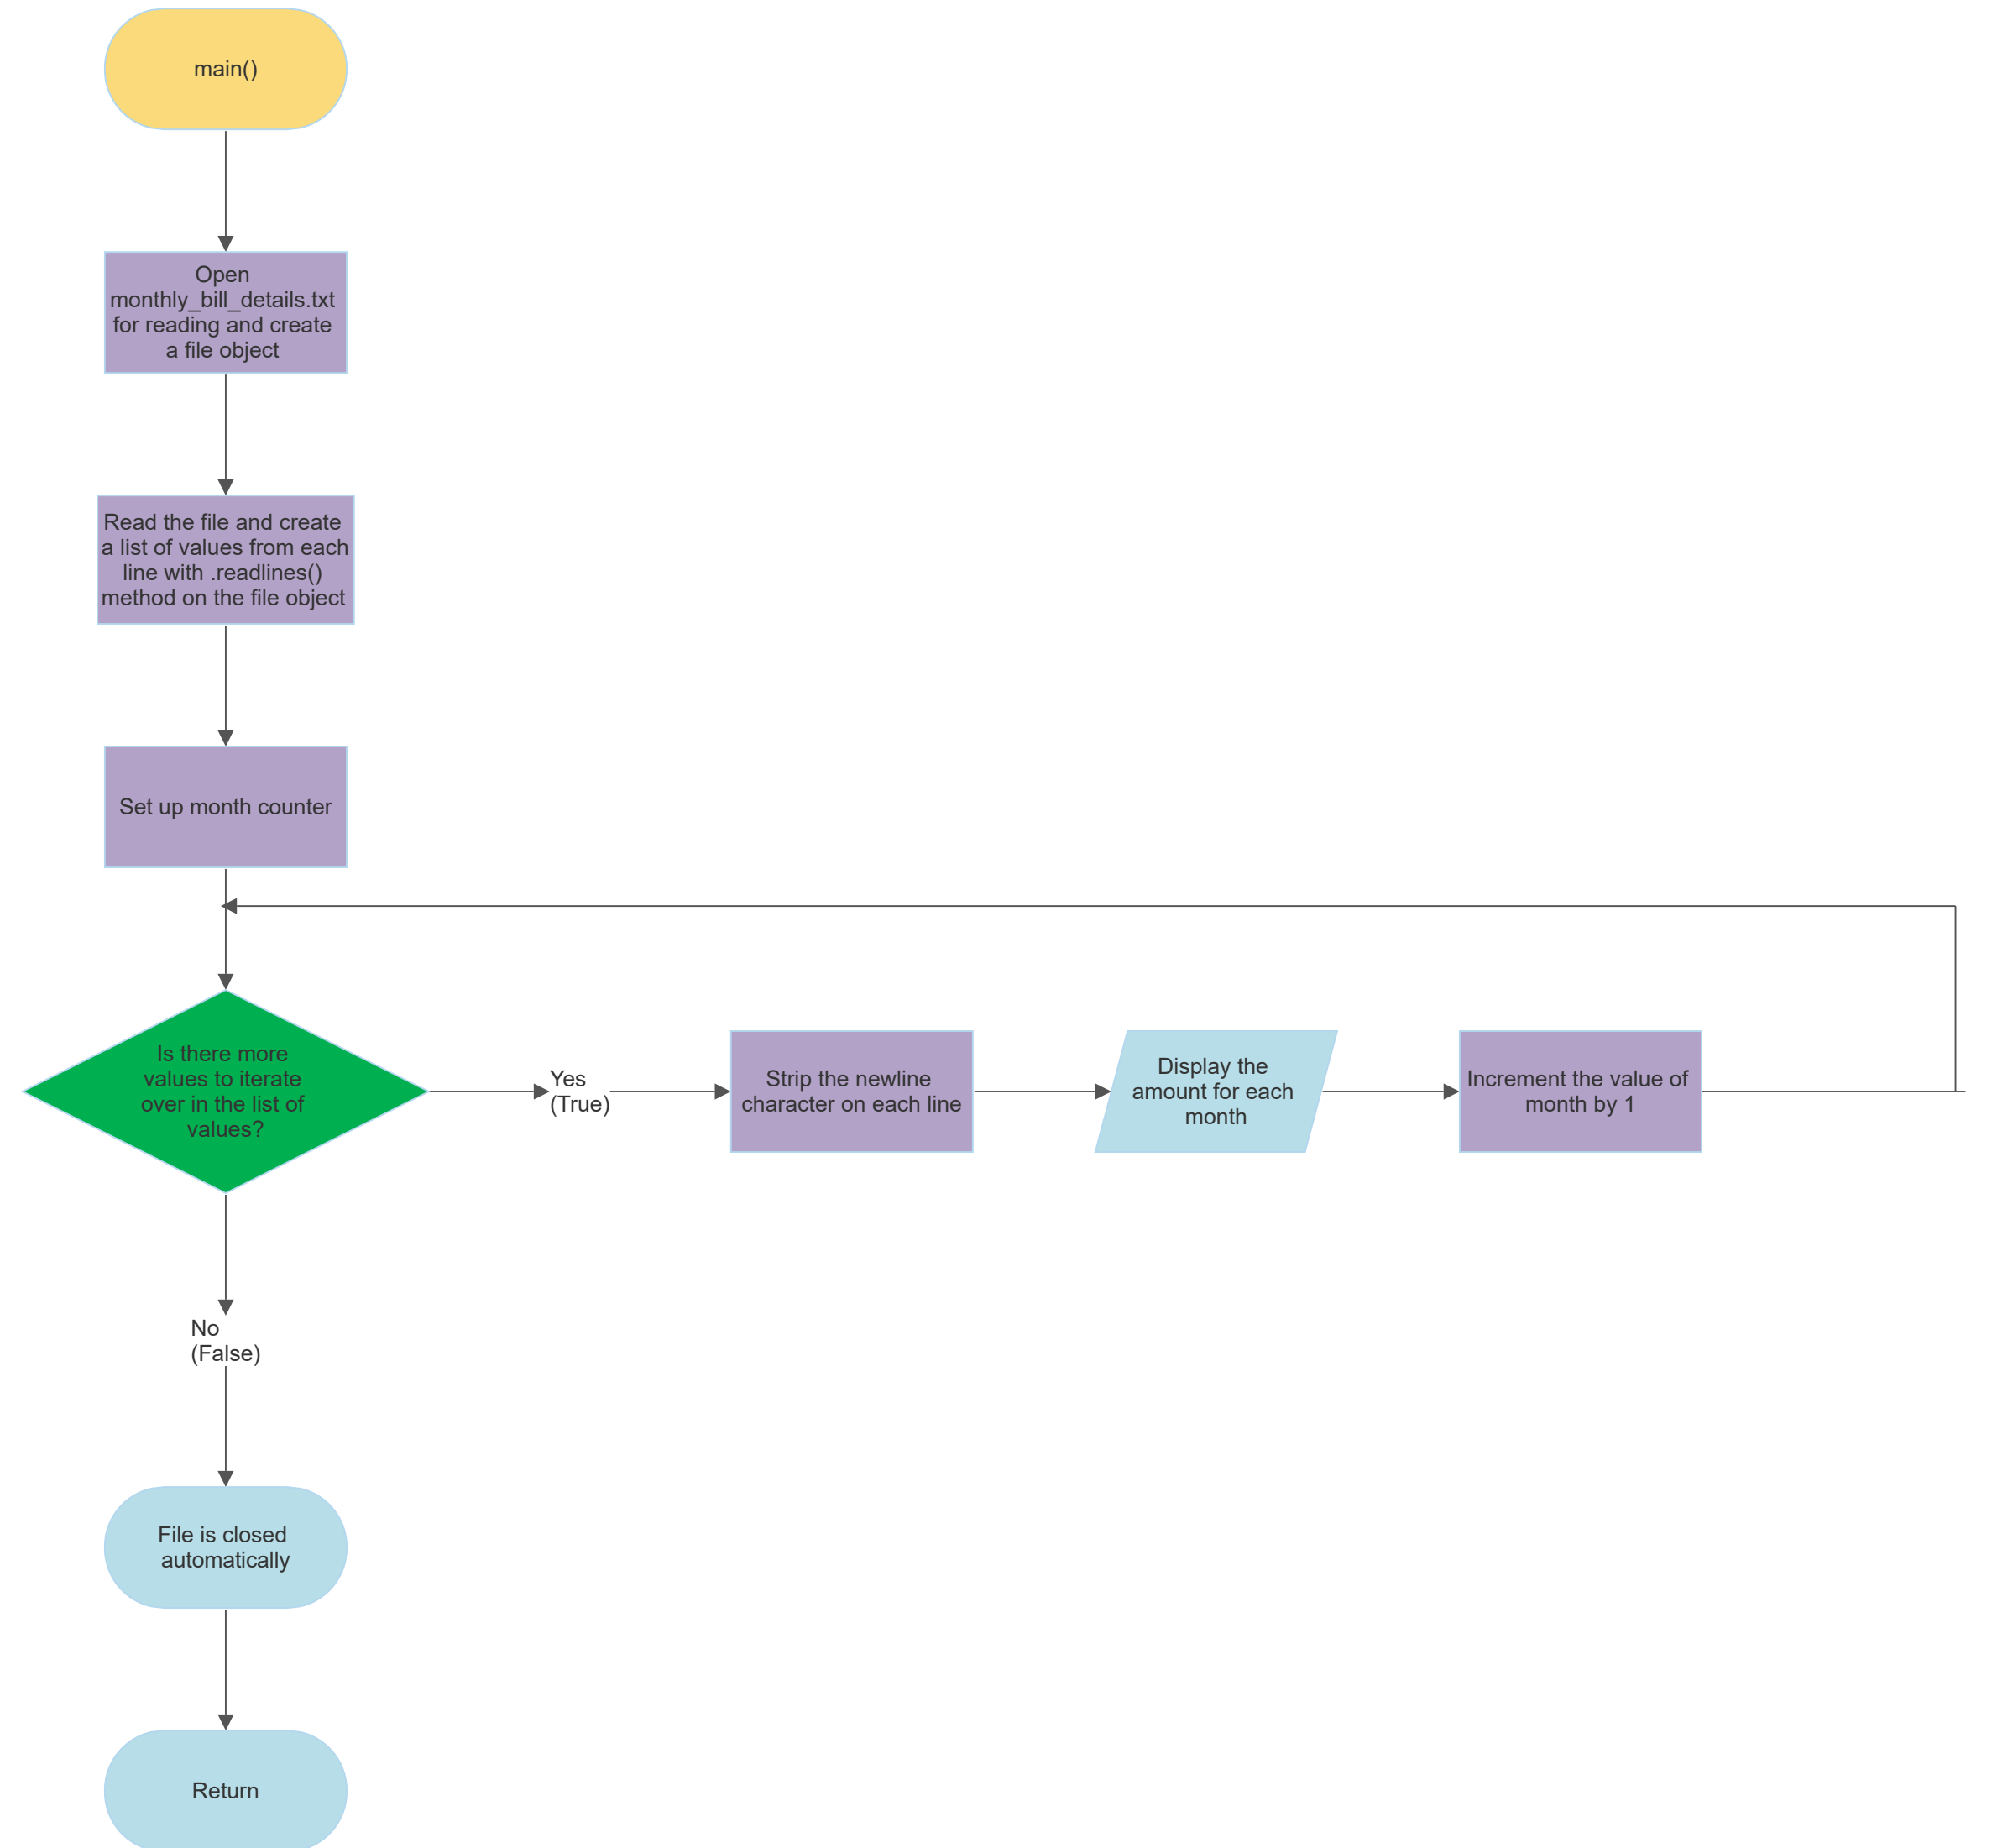 main()
Open
monthly_bill_details.txt
for reading and create
a file object
Read the file and create
a list of values from each
line with .readlines()
method on the file object
Set up month counter
Is there more
values to iterate
over in the list of
values?
Yes
(True)
Strip the newline
character on each line
Display the
amount for each
month
Increment the value of
month by 1
No
(False)
File is closed
automatically
Return